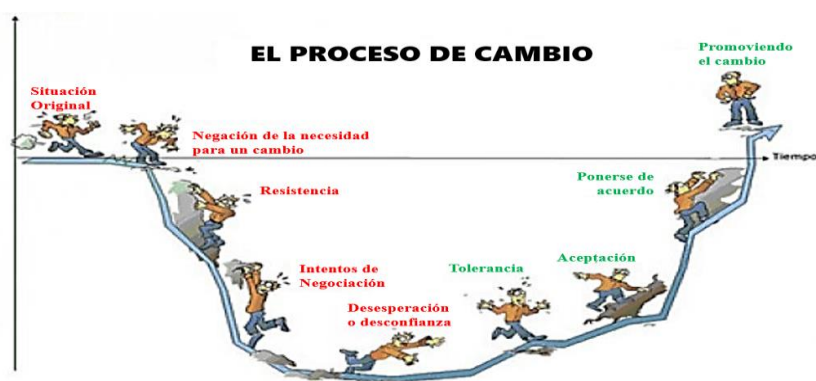 EL PROCESO DE CAMBIO
Situación
Original
Negación de la necesidad
para un cambio
Resistencia
Intentos de
Negociación
Desesperación
o desconfianza
Tolerancia
Aceptación
Ponerse de
acuerdo
Promoviendo
el cambio
Tiempo